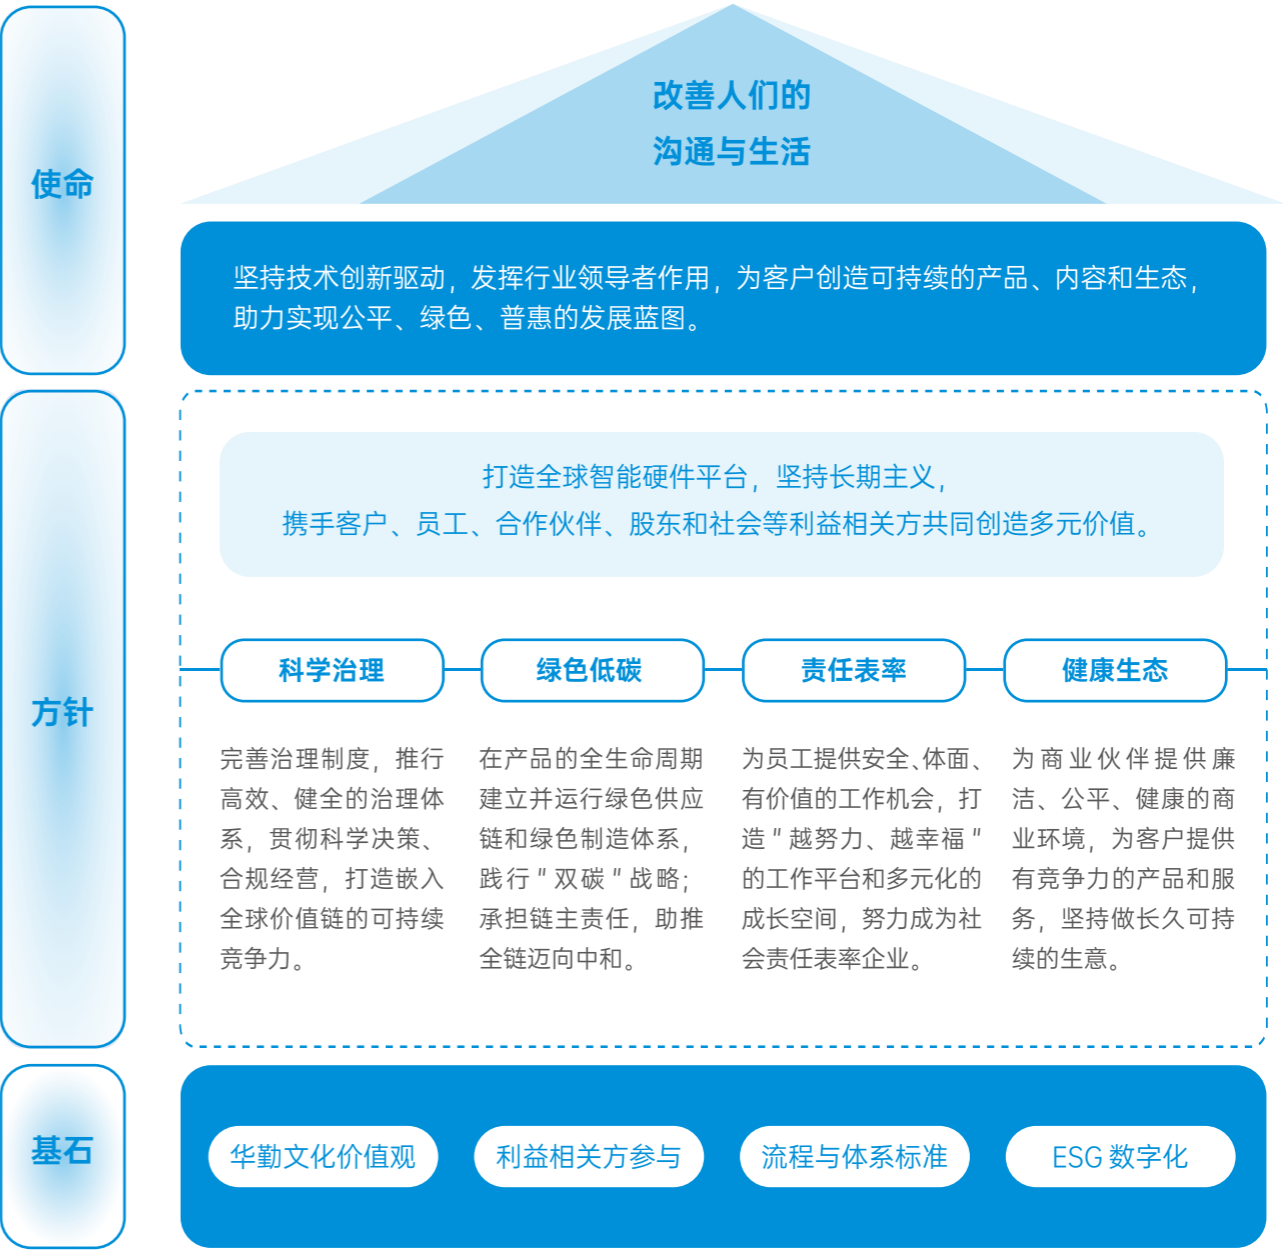 使命
改善人们的
沟通与生活
坚持技术创新驱动，发挥行业领导者作用，为客户创造可持续的产品、内容和生态，
助力实现公平、绿色、普惠的发展蓝图。
方针
打造全球智能硬件平台，坚持长期主义，
携手客户、员工、合作伙伴、股东和社会等利益相关方共同创造多元价值。
科学治理
完善治理制度，推行
高效、健全的治理体
系，贯彻科学决策、
合规经营，打造嵌入
全球价值链的可持续
竞争力。
绿色低碳
在产品的全生命周期
建立并运行绿色供应
链和绿色制造体系，
践行"双碳"战略；
承担链主责任，助推
全链迈向中和。
责任表率
为员工提供安全、体面、
有价值的工作机会，打
造"越努力、越幸福"
的工作平台和多元化的
成长空间，努力成为社
会责任表率企业。
健康生态
为商业伙伴提供廉
洁、公平、健康的商
业环境，为客户提供
有竞争力的产品和服
务，坚持做长久可持
续的生意。
基石
华勤文化价值观
利益相关方参与
流程与体系标准
ESG 数字化